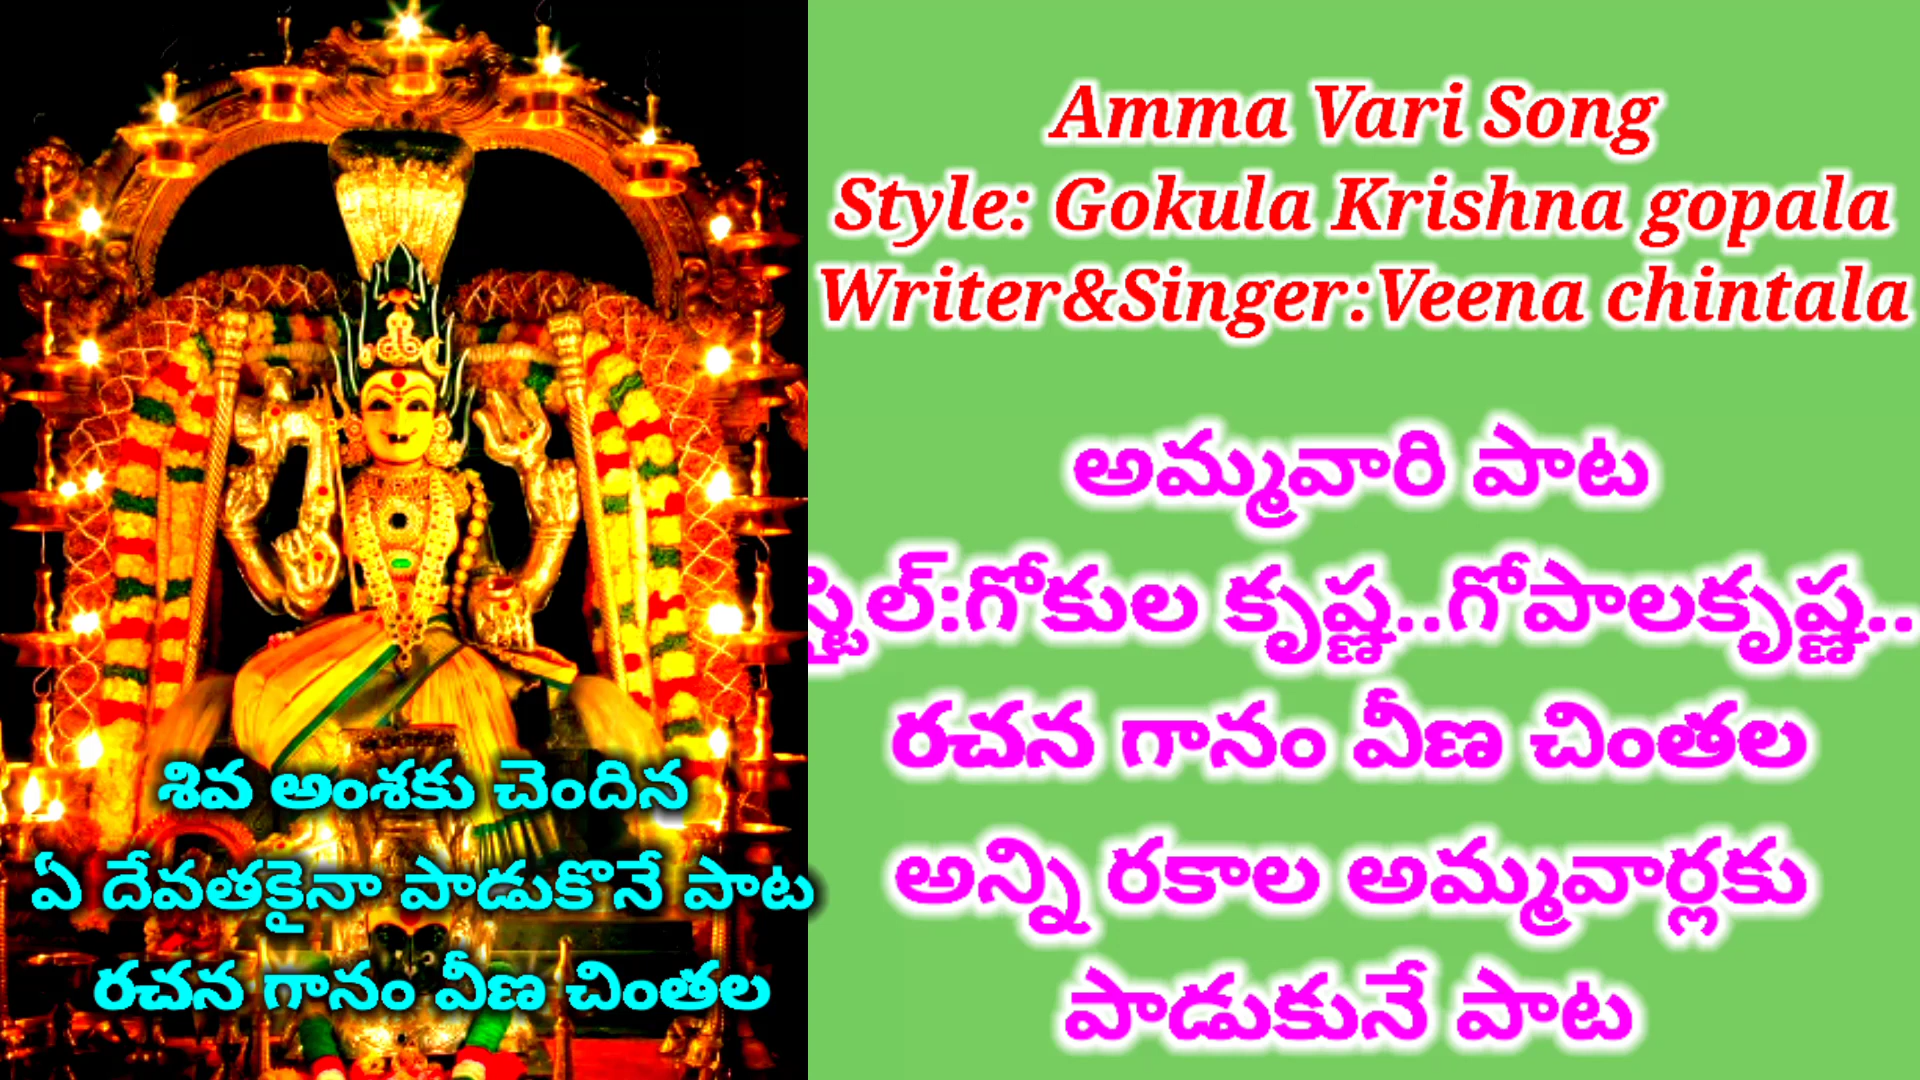 శివ అంశకు చెందిన
ఏ దేవతకైనా పాడుకొనే పాట
రచన గానం వీణ చింతల
Amma Vari Song
Style: Gokula Krishna gopala
Writer&Singer:Veena chintala
అమ్మవారి పాట
స్టైల్:గోకుల కృష్ణ..గోపాలకృష్ణ..
రచన గానం వీణ చింతల
అన్ని రకాల అమ్మవార్లకు
పాడుకునే పాట